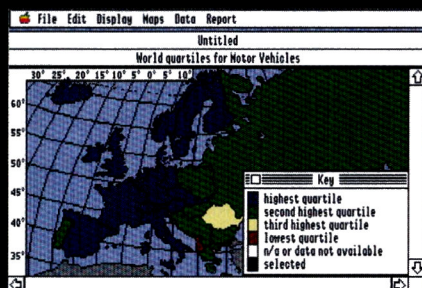 File Edit Display Maps Data Report
Untitled
World quartiles for Motor Vehicles
30° 25° 20° 15° 10° 5° 0° 5° 10°
60°
55°
50°
45°
40°
35°
Key
highest quartile
second highest quartile
third highest quartile
lowest quartile
n/a or data not available
selected